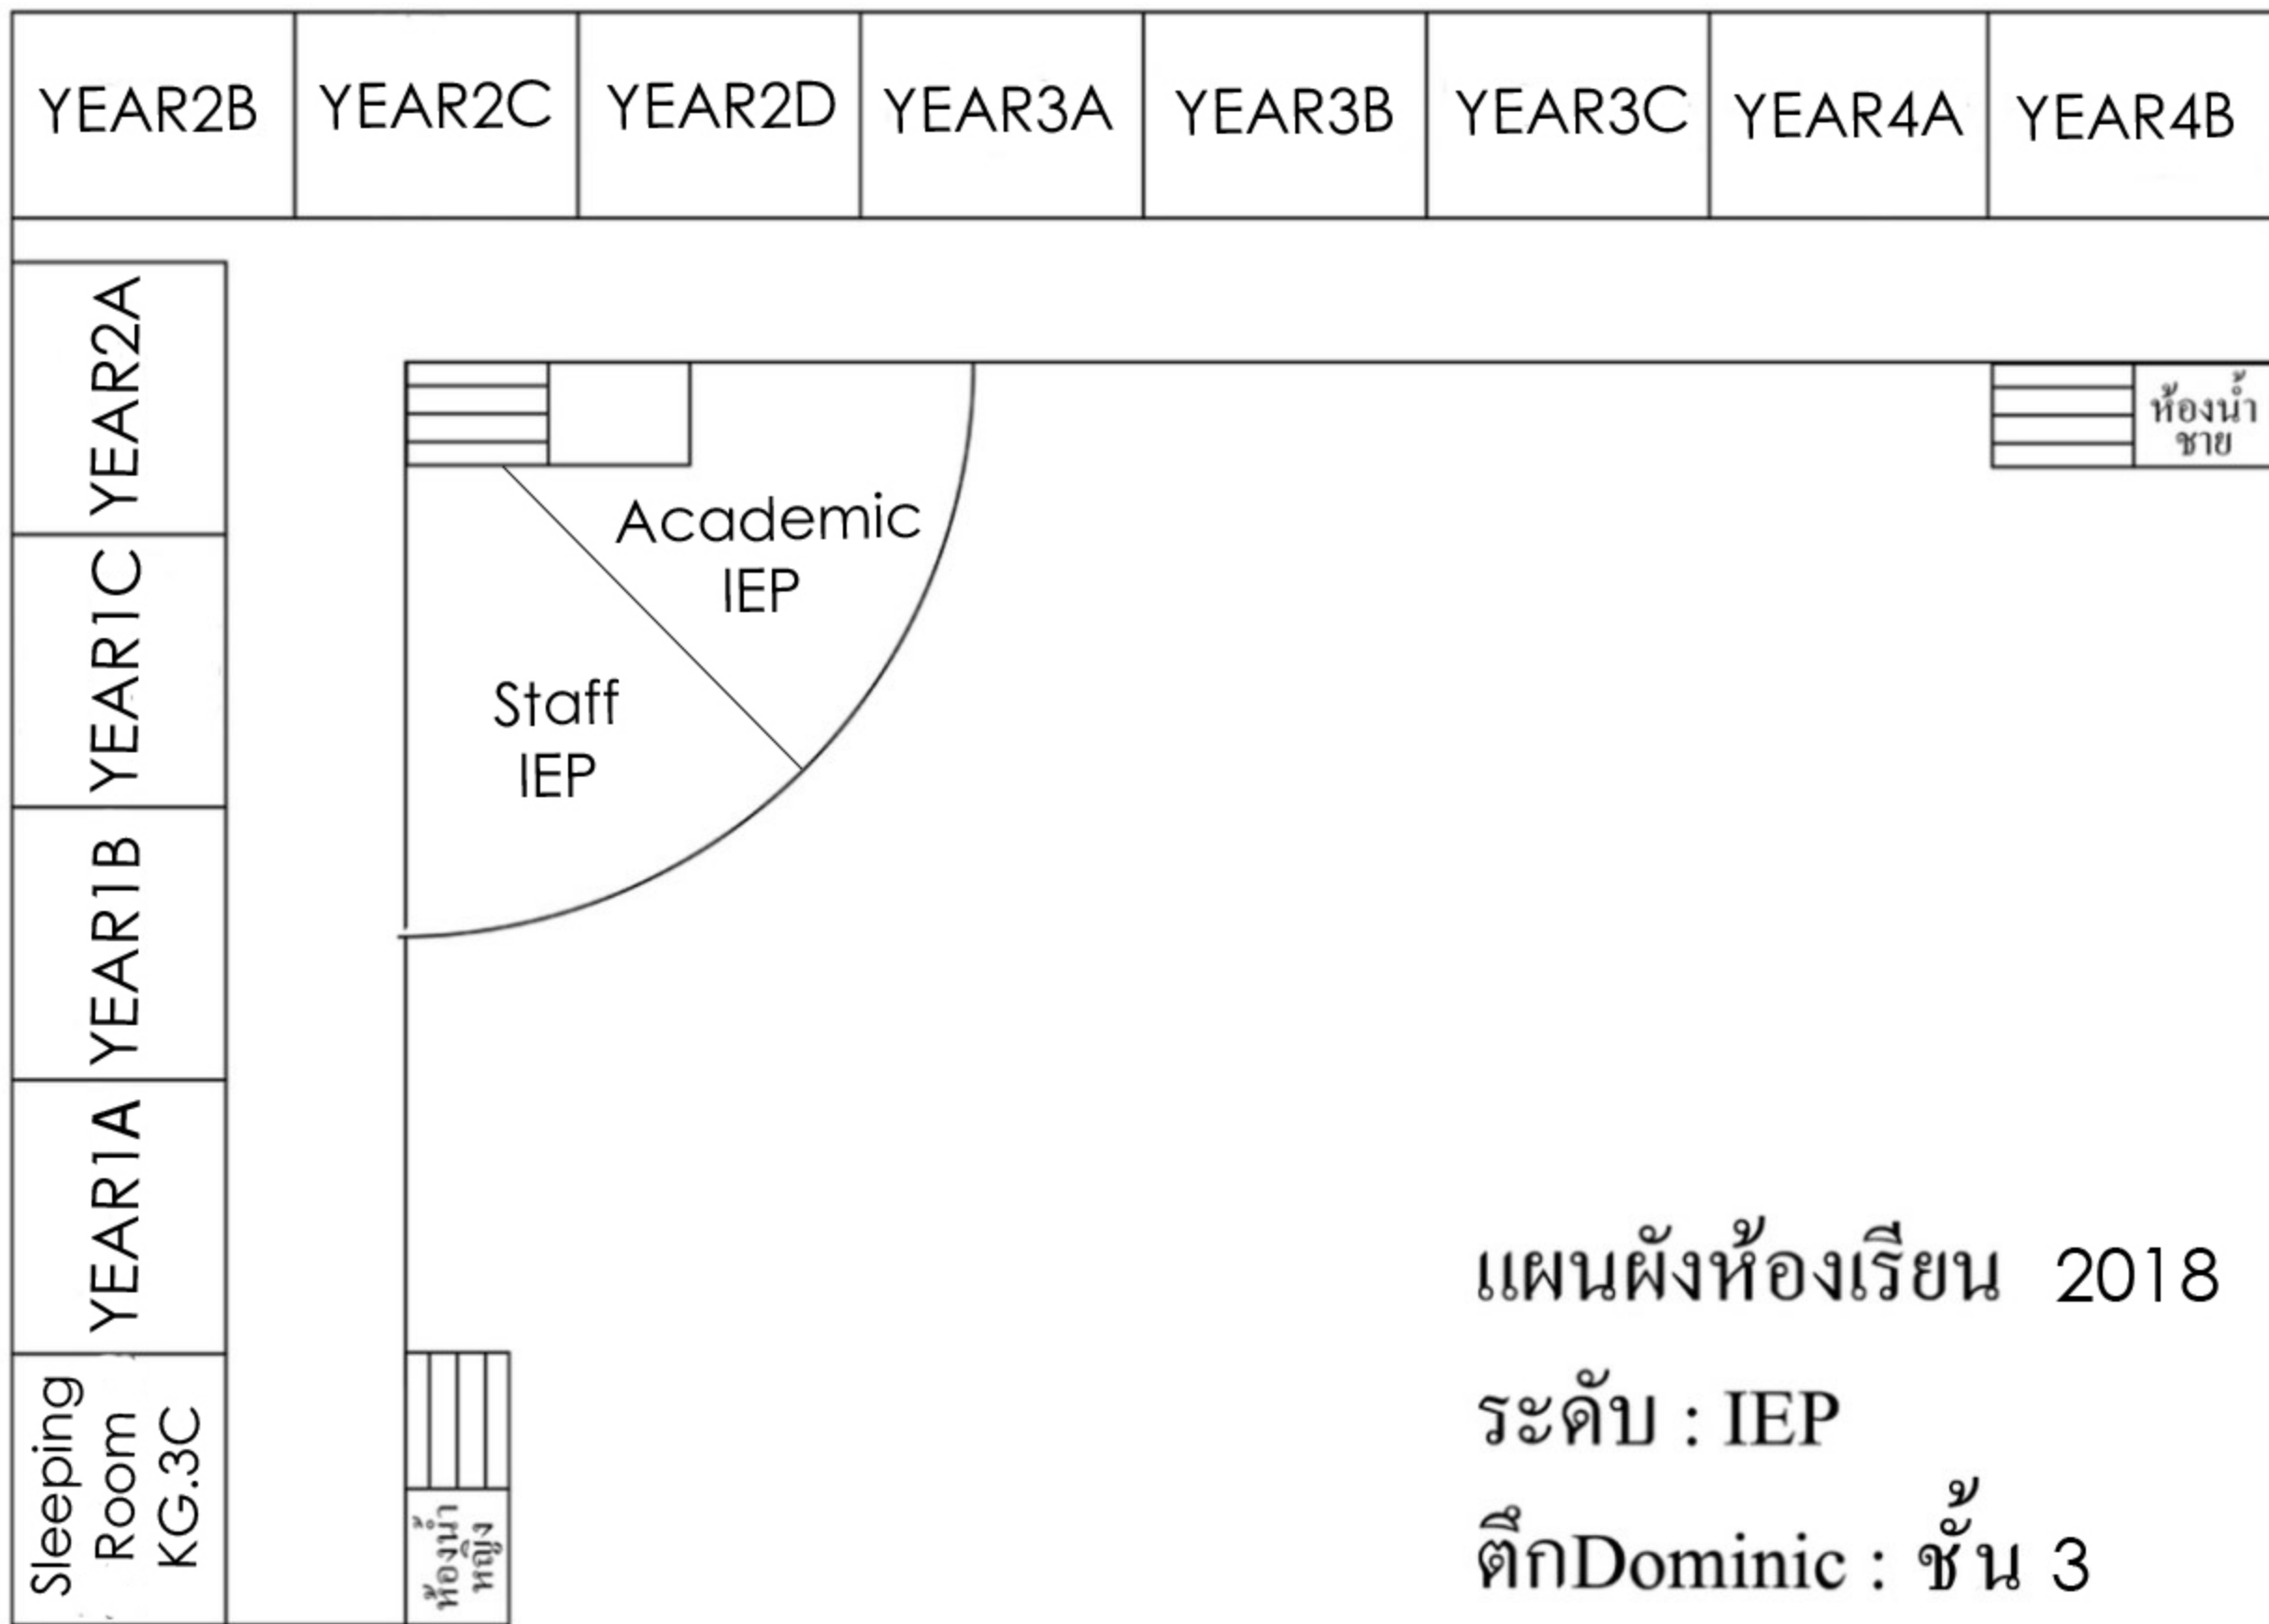 YEAR2B
YEAR2C
YEAR2D
YEAR3A
YEAR3B
YEAR3C
YEAR4A
YEAR4B
YEAR2A
YEAR1C
YEAR1B
YEAR1A
Sleeping
Room
KG.3C
Academic
IEP
Staff
IEP
ห้องน้ำ
ชาย
ห้องน้ำ
หญิง
แผนผังห้องเรียน 2018
ระดับ : IEP
ตึกDominic : ชั้น 3